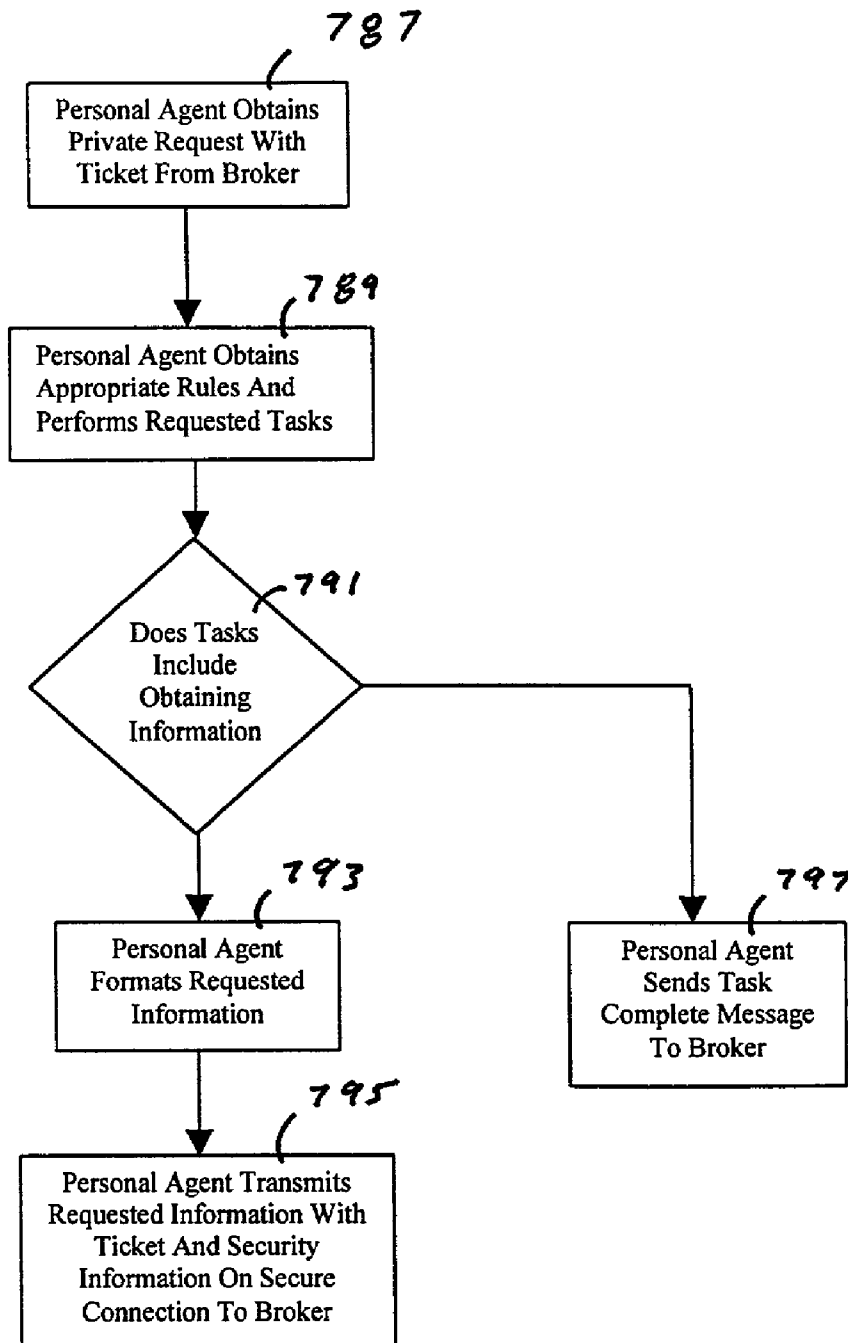 787
Personal Agent Obtains
Private Request With
Ticket From Broker
789
Personal Agent Obtains
Appropriate Rules And
Performs Requested Tasks
791
Does Tasks
Include
Obtaining
Information
793
Personal Agent
Formats Requested
Information
797
Personal Agent
Sends Task
Complete Message
To Broker
795
Personal Agent Transmits
Requested Information With
Ticket And Security
Information On Secure
Connection To Broker